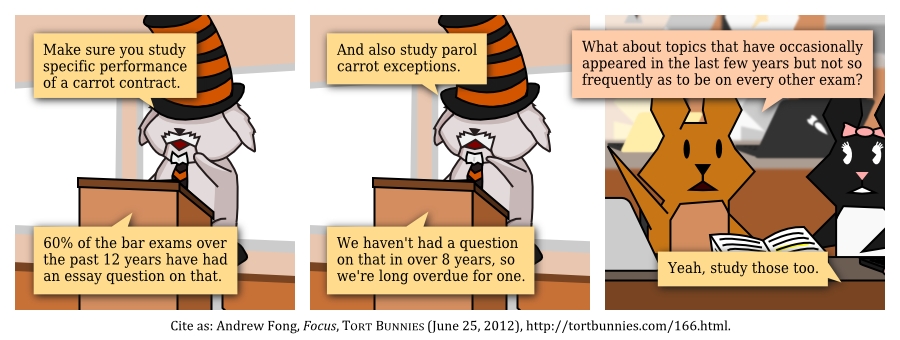 Make sure you study
specific performance
of a carrot contract.
60% of the bar exams over
the past 12 years have had
an essay question on that.
And also study parol
carrot exceptions.
We haven't had a question
on that in over 8 years, so
we're long overdue for one.
What about topics that have occasionally
appeared in the last few years but not so
frequently as to be on every other exam?
Yeah, study those too.
Cite as: Andrew Fong, Focus, Tort Bunnies (June 25, 2012), http://tortbunnies.com/166.html.